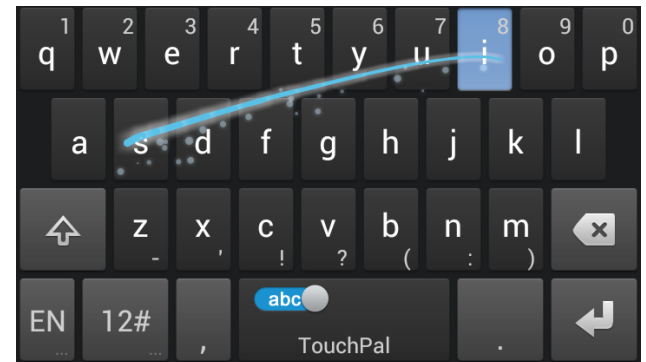 1 2 3 4 5 6 7 8 9 0
q w e r t y u i o p
a s d f g h j k l
z x c v b n m
- ' ! ? ( : )
abc
EN 12# , TouchPal .
... ...